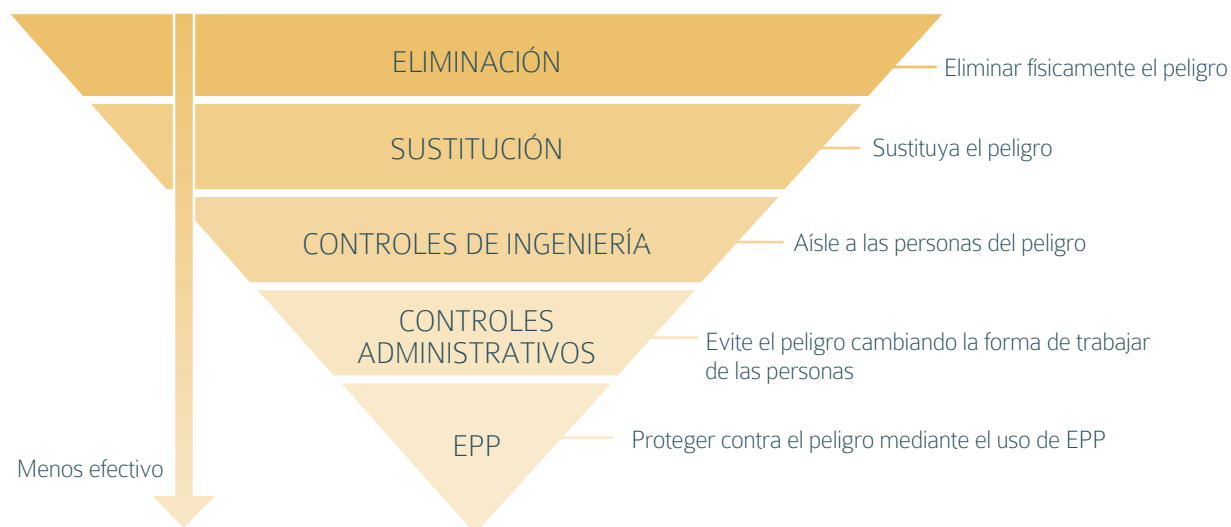 ELIMINACIÓN
Eliminar físicamente el peligro
SUSTITUCIÓN
Sustituya el peligro
CONTROLES DE INGENIERÍA
Aísle a las personas del peligro
CONTROLES
ADMINISTRATIVOS
Evite el peligro cambiando la forma de trabajar
de las personas
EPP
Proteger contra el peligro mediante el uso de EPP
Menos efectivo